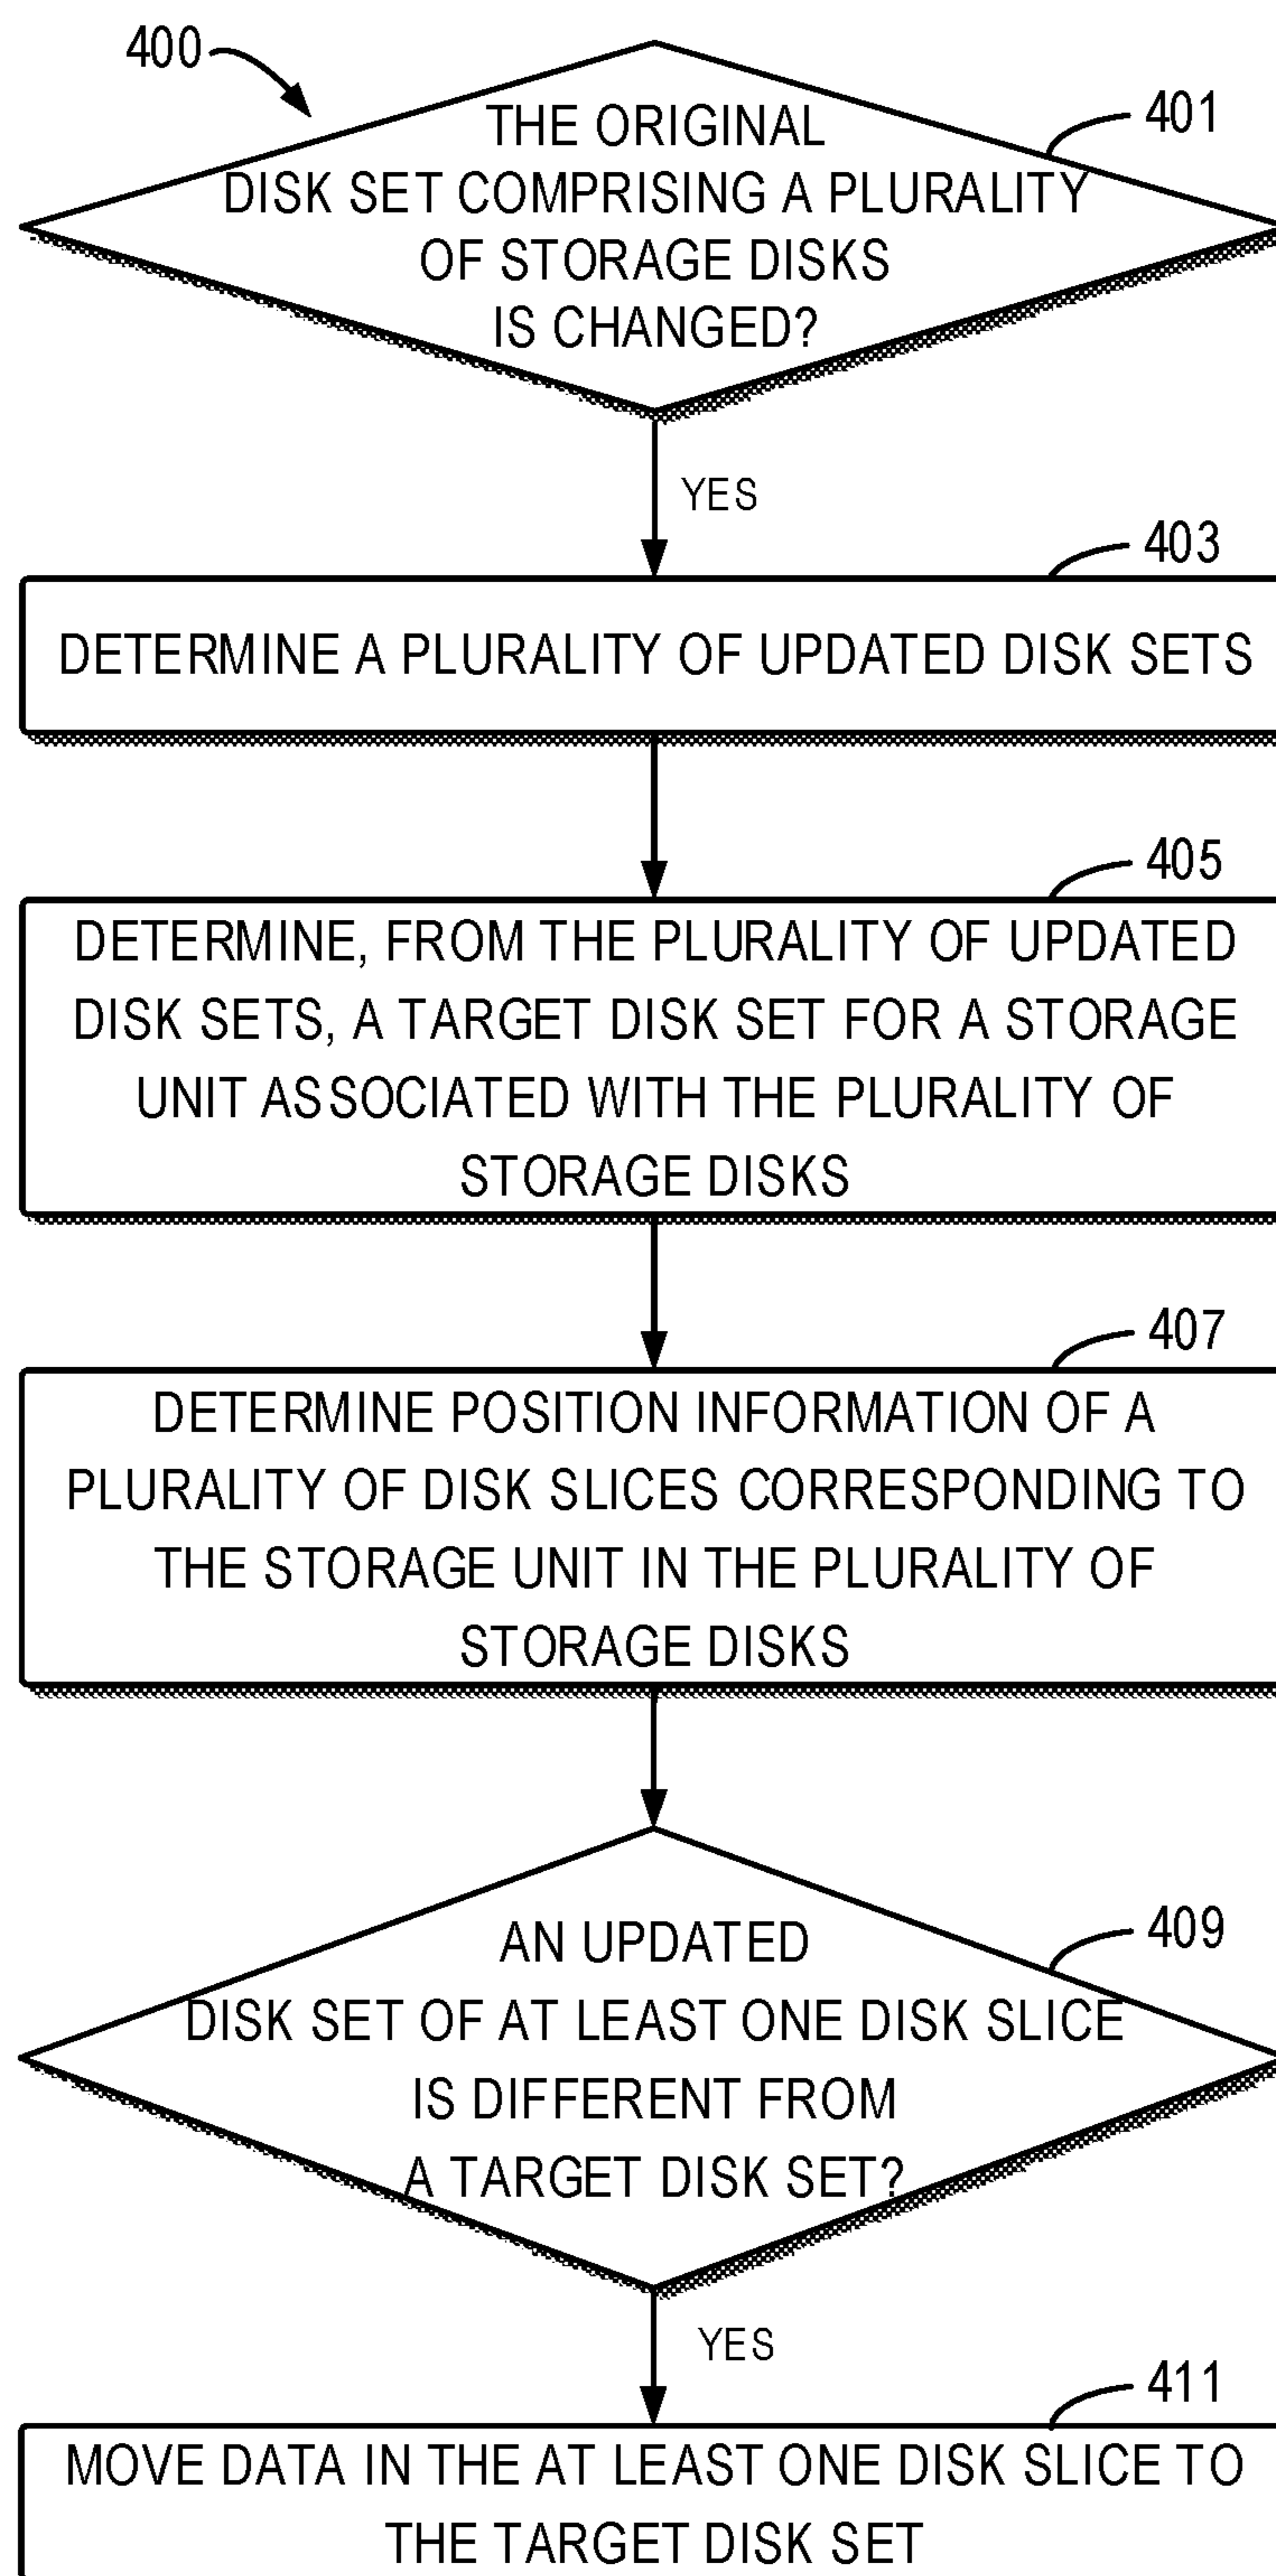 400
401
THE ORIGINAL
DISK SET COMPRISING A PLURALITY
OF STORAGE DISKS
IS CHANGED?
YES
403
DETERMINE A PLURALITY OF UPDATED DISK SETS
405
DETERMINE, FROM THE PLURALITY OF UPDATED
DISK SETS, A TARGET DISK SET FOR A STORAGE
UNIT ASSOCIATED WITH THE PLURALITY OF
STORAGE DISKS
407
DETERMINE POSITION INFORMATION OF A
PLURALITY OF DISK SLICES CORRESPONDING TO
THE STORAGE UNIT IN THE PLURALITY OF
STORAGE DISKS
409
AN UPDATED
DISK SET OF AT LEAST ONE DISK SLICE
IS DIFFERENT FROM
A TARGET DISK SET?
YES
411
MOVE DATA IN THE AT LEAST ONE DISK SLICE TO
THE TARGET DISK SET